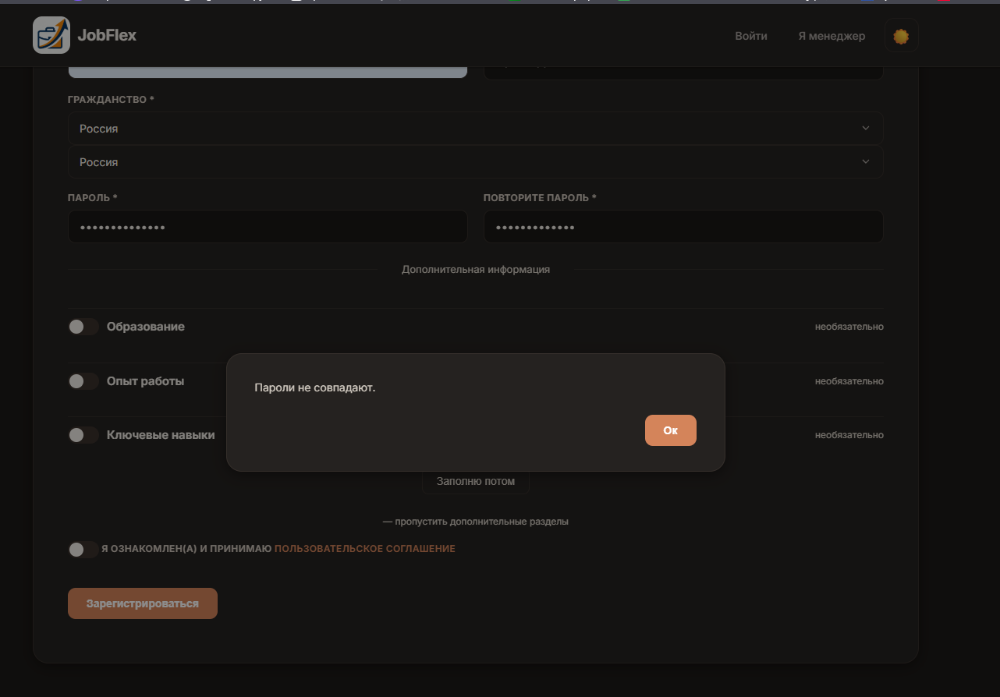 JobFlex
Войти
Я менеджер
ГРАЖДАНСТВО *
Россия
Россия
ПАРОЛЬ *
ПОВТОРИТЕ ПАРОЛЬ *
••••••••••••••
•••••••••••••
Дополнительная информация
Образование
необязательно
Опыт работы
необязательно
Пароли не совпадают.
Ок
Ключевые навыки
необязательно
Заполню потом
— пропустить дополнительные разделы
Я ОЗНАКОМЛЕН(А) И ПРИНИМАЮ ПОЛЬЗОВАТЕЛЬСКОЕ СОГЛАШЕНИЕ
Зарегистрироваться